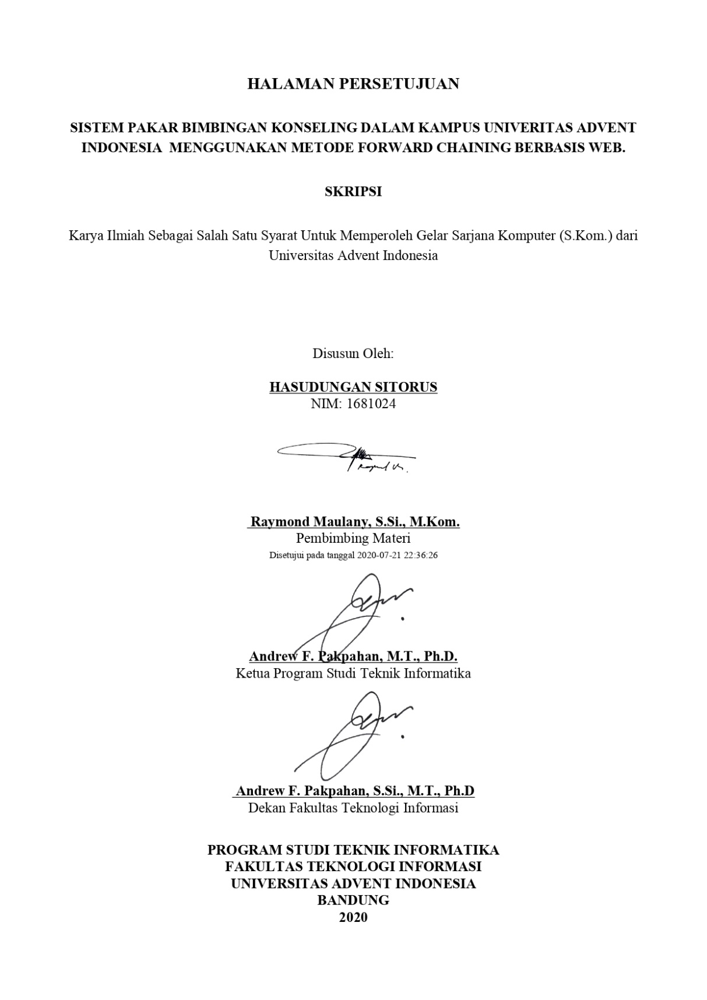 HALAMAN PERSETUJUAN
SISTEM PAKAR BIMBINGAN KONSELING DALAM KAMPUS UNIVERITAS ADVENT
INDONESIA MENGGUNAKAN METODE FORWARD CHAINING BERBASIS WEB.
SKRIPSI
Karya Ilmiah Sebagai Salah Satu Syarat Untuk Memperoleh Gelar Sarjana Komputer (S.Kom.) dari
Universitas Advent Indonesia
Disusun Oleh:
HASUDUNGAN SITORUS
NIM: 1681024
Raymond Maulany, S.Si., M.Kom.
Pembimbing Materi
Disetujui pada tanggal 2020-07-21 22:36:26
Andrew F. Pakpahan, M.T., Ph.D.
Ketua Program Studi Teknik Informatika
Andrew F. Pakpahan, S.Si., M.T., Ph.D
Dekan Fakultas Teknologi Informasi
PROGRAM STUDI TEKNIK INFORMATIKA
FAKULTAS TEKNOLOGI INFORMASI
UNIVERSITAS ADVENT INDONESIA
BANDUNG
2020